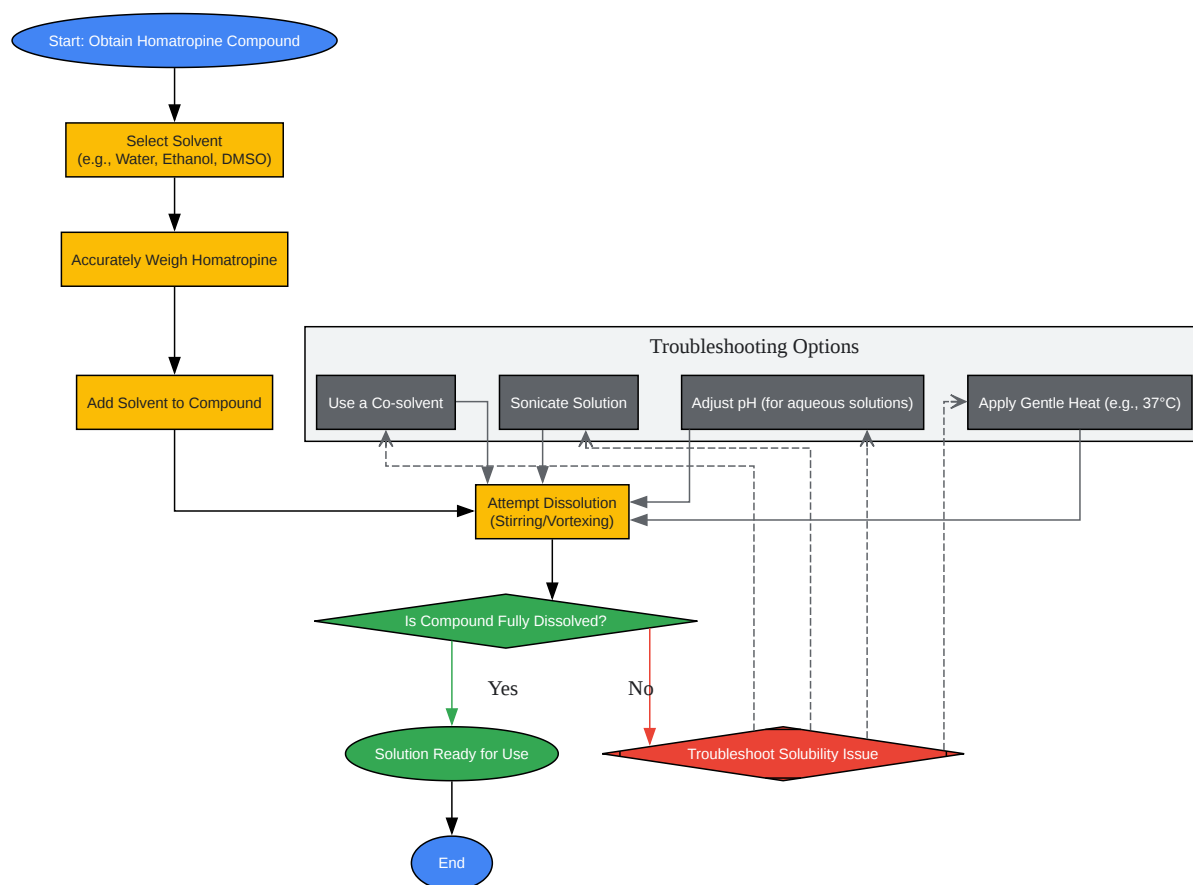 Start: Obtain Homatropine Compound
Select Solvent
(e.g., Water, Ethanol, DMSO)
Accurately Weigh Homatropine
Troubleshooting Options
Add Solvent to Compound
Use a Co-solvent
Sonicate Solution
Adjust pH (for aqueous solutions)
Apply Gentle Heat (e.g., 37°C)
Attempt Dissolution
(Stirring/Vortexing)
Is Compound Fully Dissolved?
Yes
No
Solution Ready for Use
Troubleshoot Solubility Issue
End